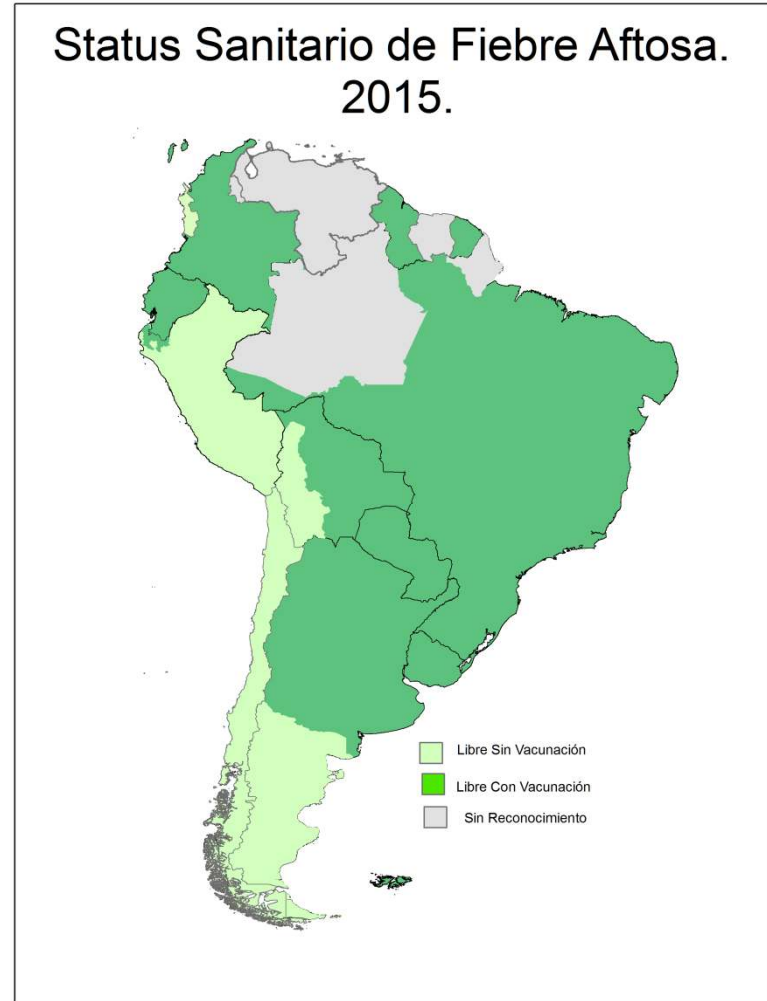 Status Sanitario de Fiebre Aftosa.
2015.
Libre Sin Vacunación
Libre Con Vacunación
Sin Reconocimiento